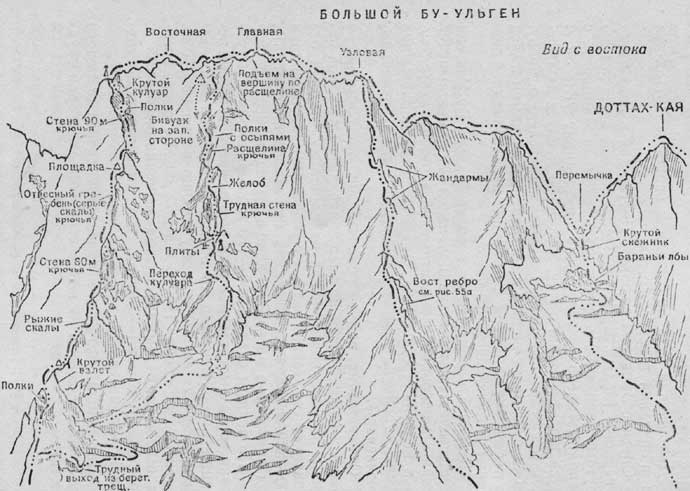 БОЛЬШОЙ БУ-УЛЬГЕН
Восточная
Главная
Узловая
Вид с востока
Крутой
кулуар
Полки
Подъем на
вершину по
расщелине
ДОТТАХ-КАЯ
Стена 90м
крючья
Бивуак
на зап.
стороне
Полки
с осыпями
Расщелина
крючья
Площадка
Желоб
Жандармы
Перемычка
Отвесный гре-
бень(серые
скалы)
крючья
Трудная стена
крючья
Плиты
Крутой
снежник
Бараньи лбы
Стена 80м
крючья
Переход
кулуара
Вост ребро
см. рис. 55а
Рыжие
скалы
Крутой
взлет
Полки
Трудный
выход из берег.
трещ.